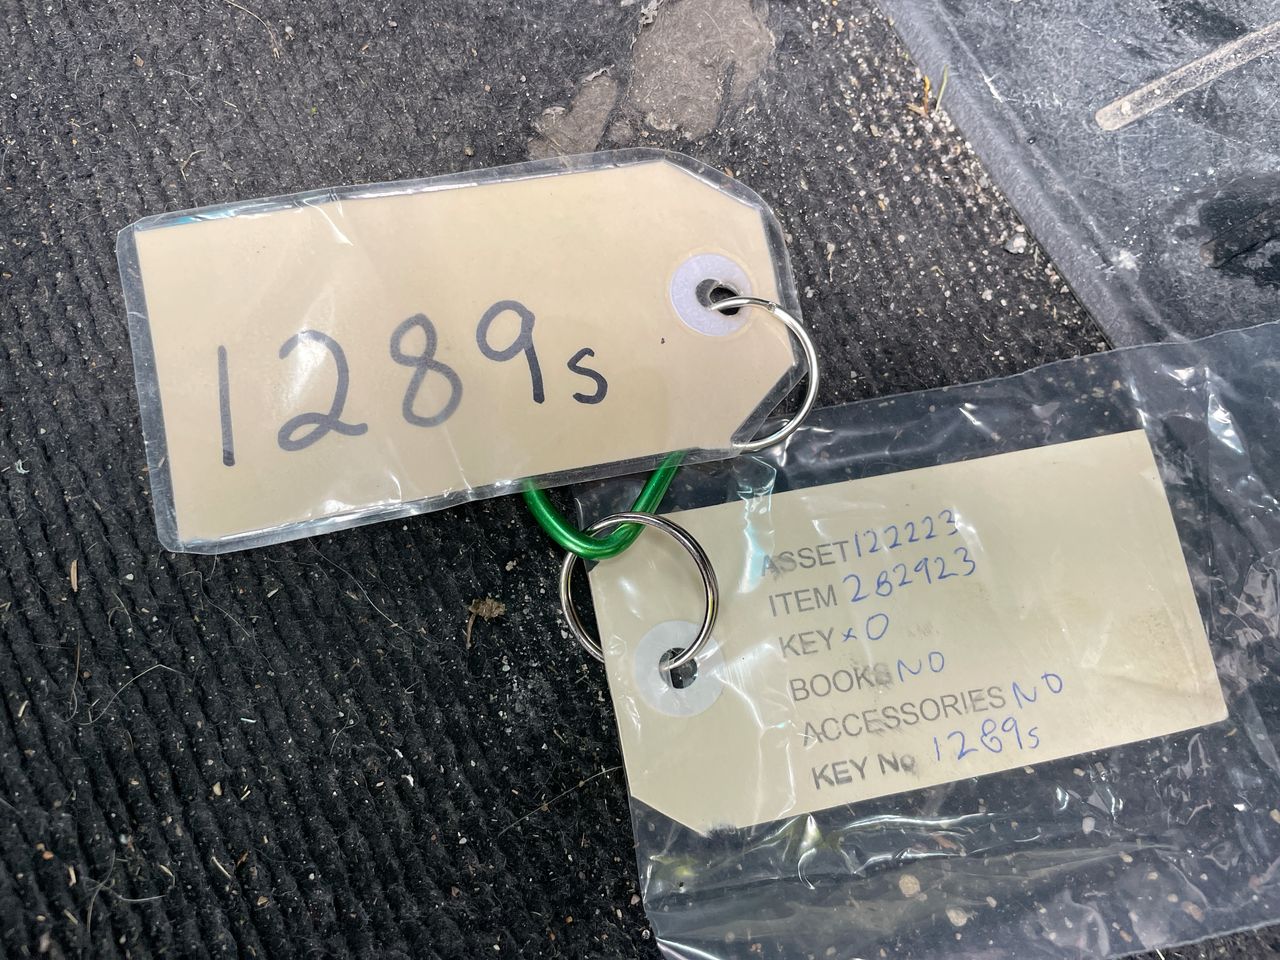 1289s
ASSET 122223
ITEM 282923
KEY x 0
BOOKS NO
ACCESSORIES NO
KEY No 1289s